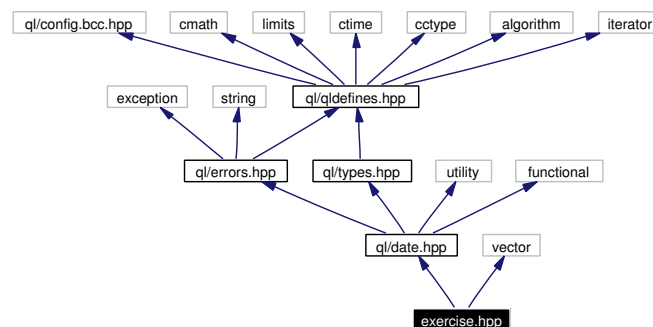 ql/config.bcc.hpp cmath limits ctime cctype algorithm iterator
exception string ql/qldefines.hpp
ql/errors.hpp ql/types.hpp utility functional
ql/date.hpp vector
exercise.hpp